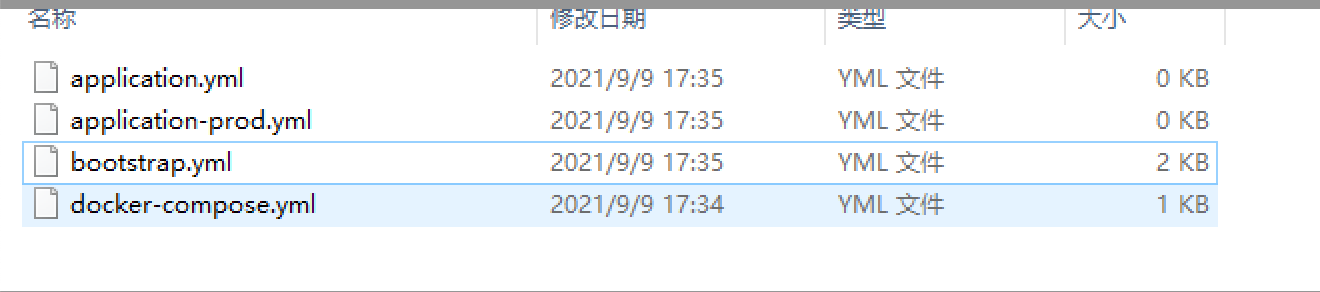 名称 修改日期 类型 大小
application.yml 2021/9/9 17:35 YML 文件 0 KB
application-prod.yml 2021/9/9 17:35 YML 文件 0 KB
bootstrap.yml 2021/9/9 17:35 YML 文件 2 KB
docker-compose.yml 2021/9/9 17:34 YML 文件 1 KB